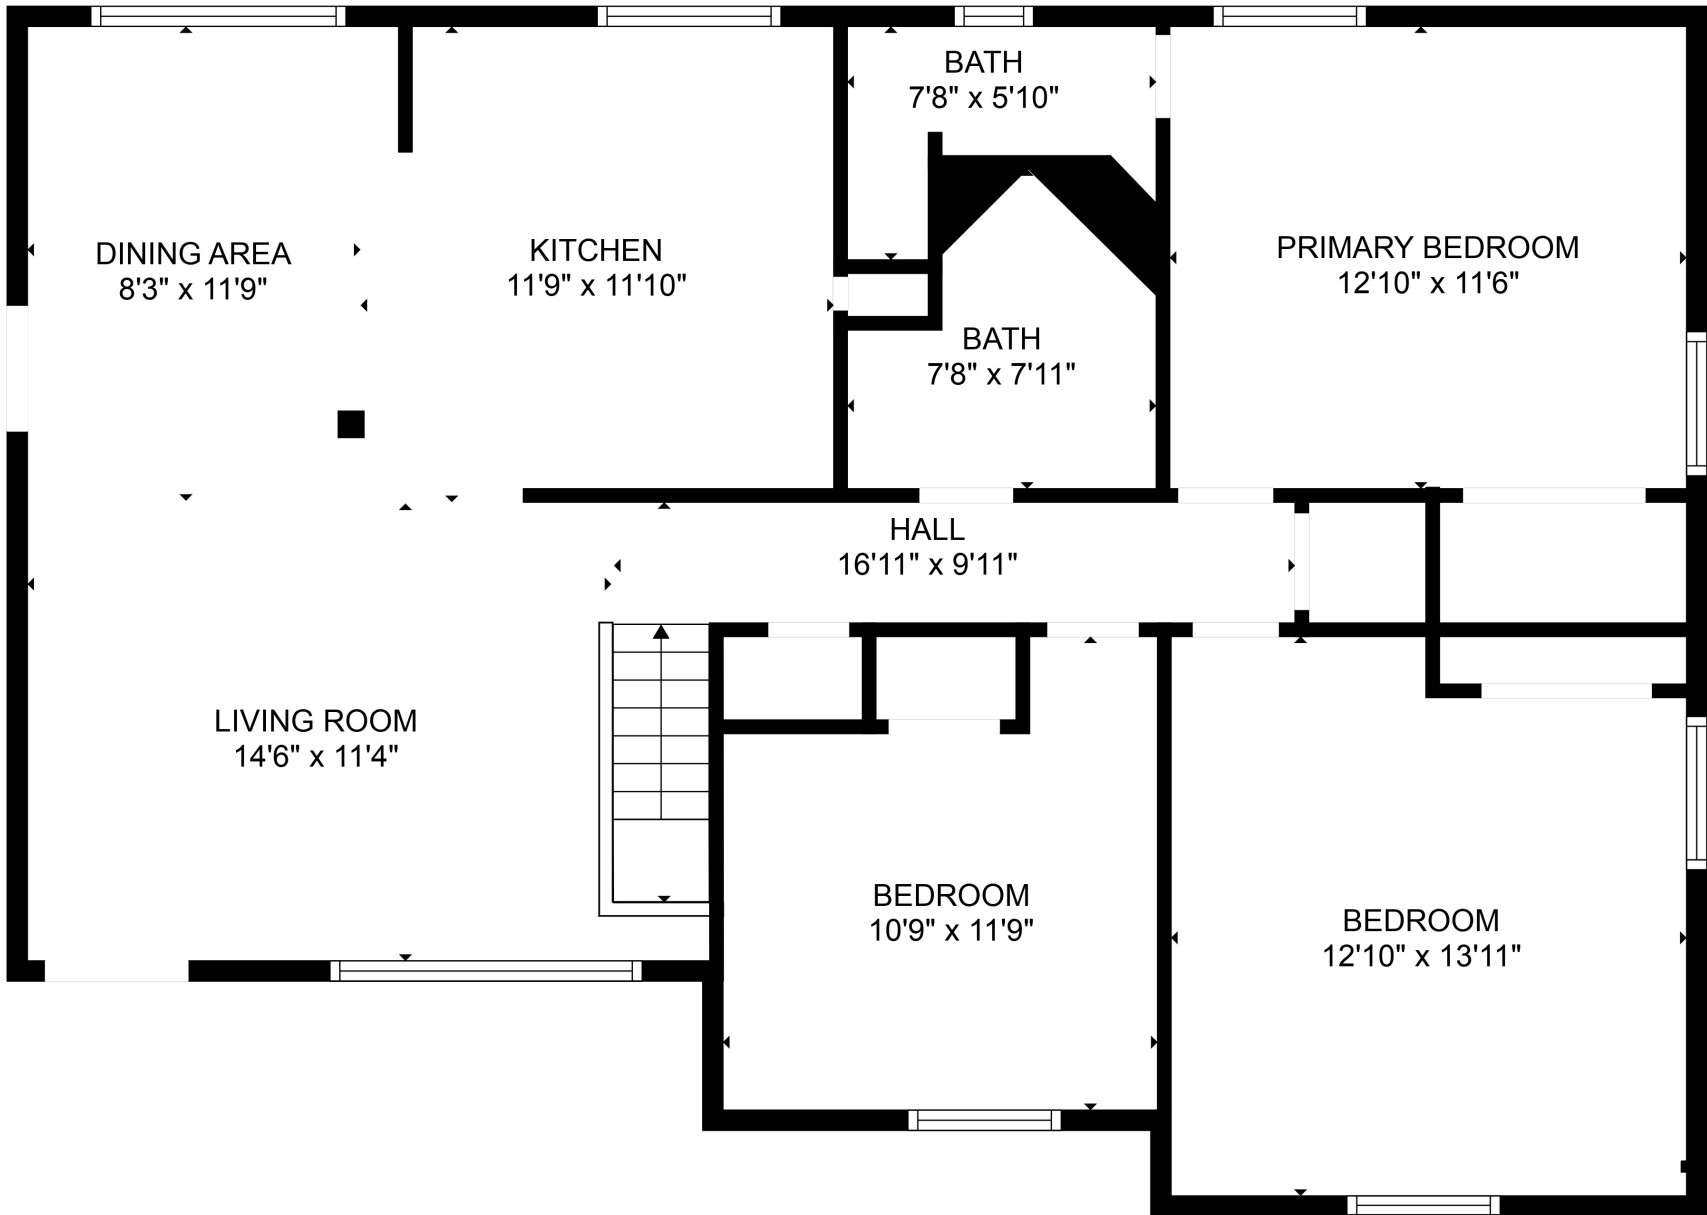 BATH
7'8" x 5'10"
DINING AREA
8'3" x 11'9"
KITCHEN
11'9" x 11'10"
PRIMARY BEDROOM
12'10" x 11'6"
BATH
7'8" x 7'11"
HALL
16'11" x 9'11"
LIVING ROOM
14'6" x 11'4"
BEDROOM
10'9" x 11'9"
BEDROOM
12'10" x 13'11"